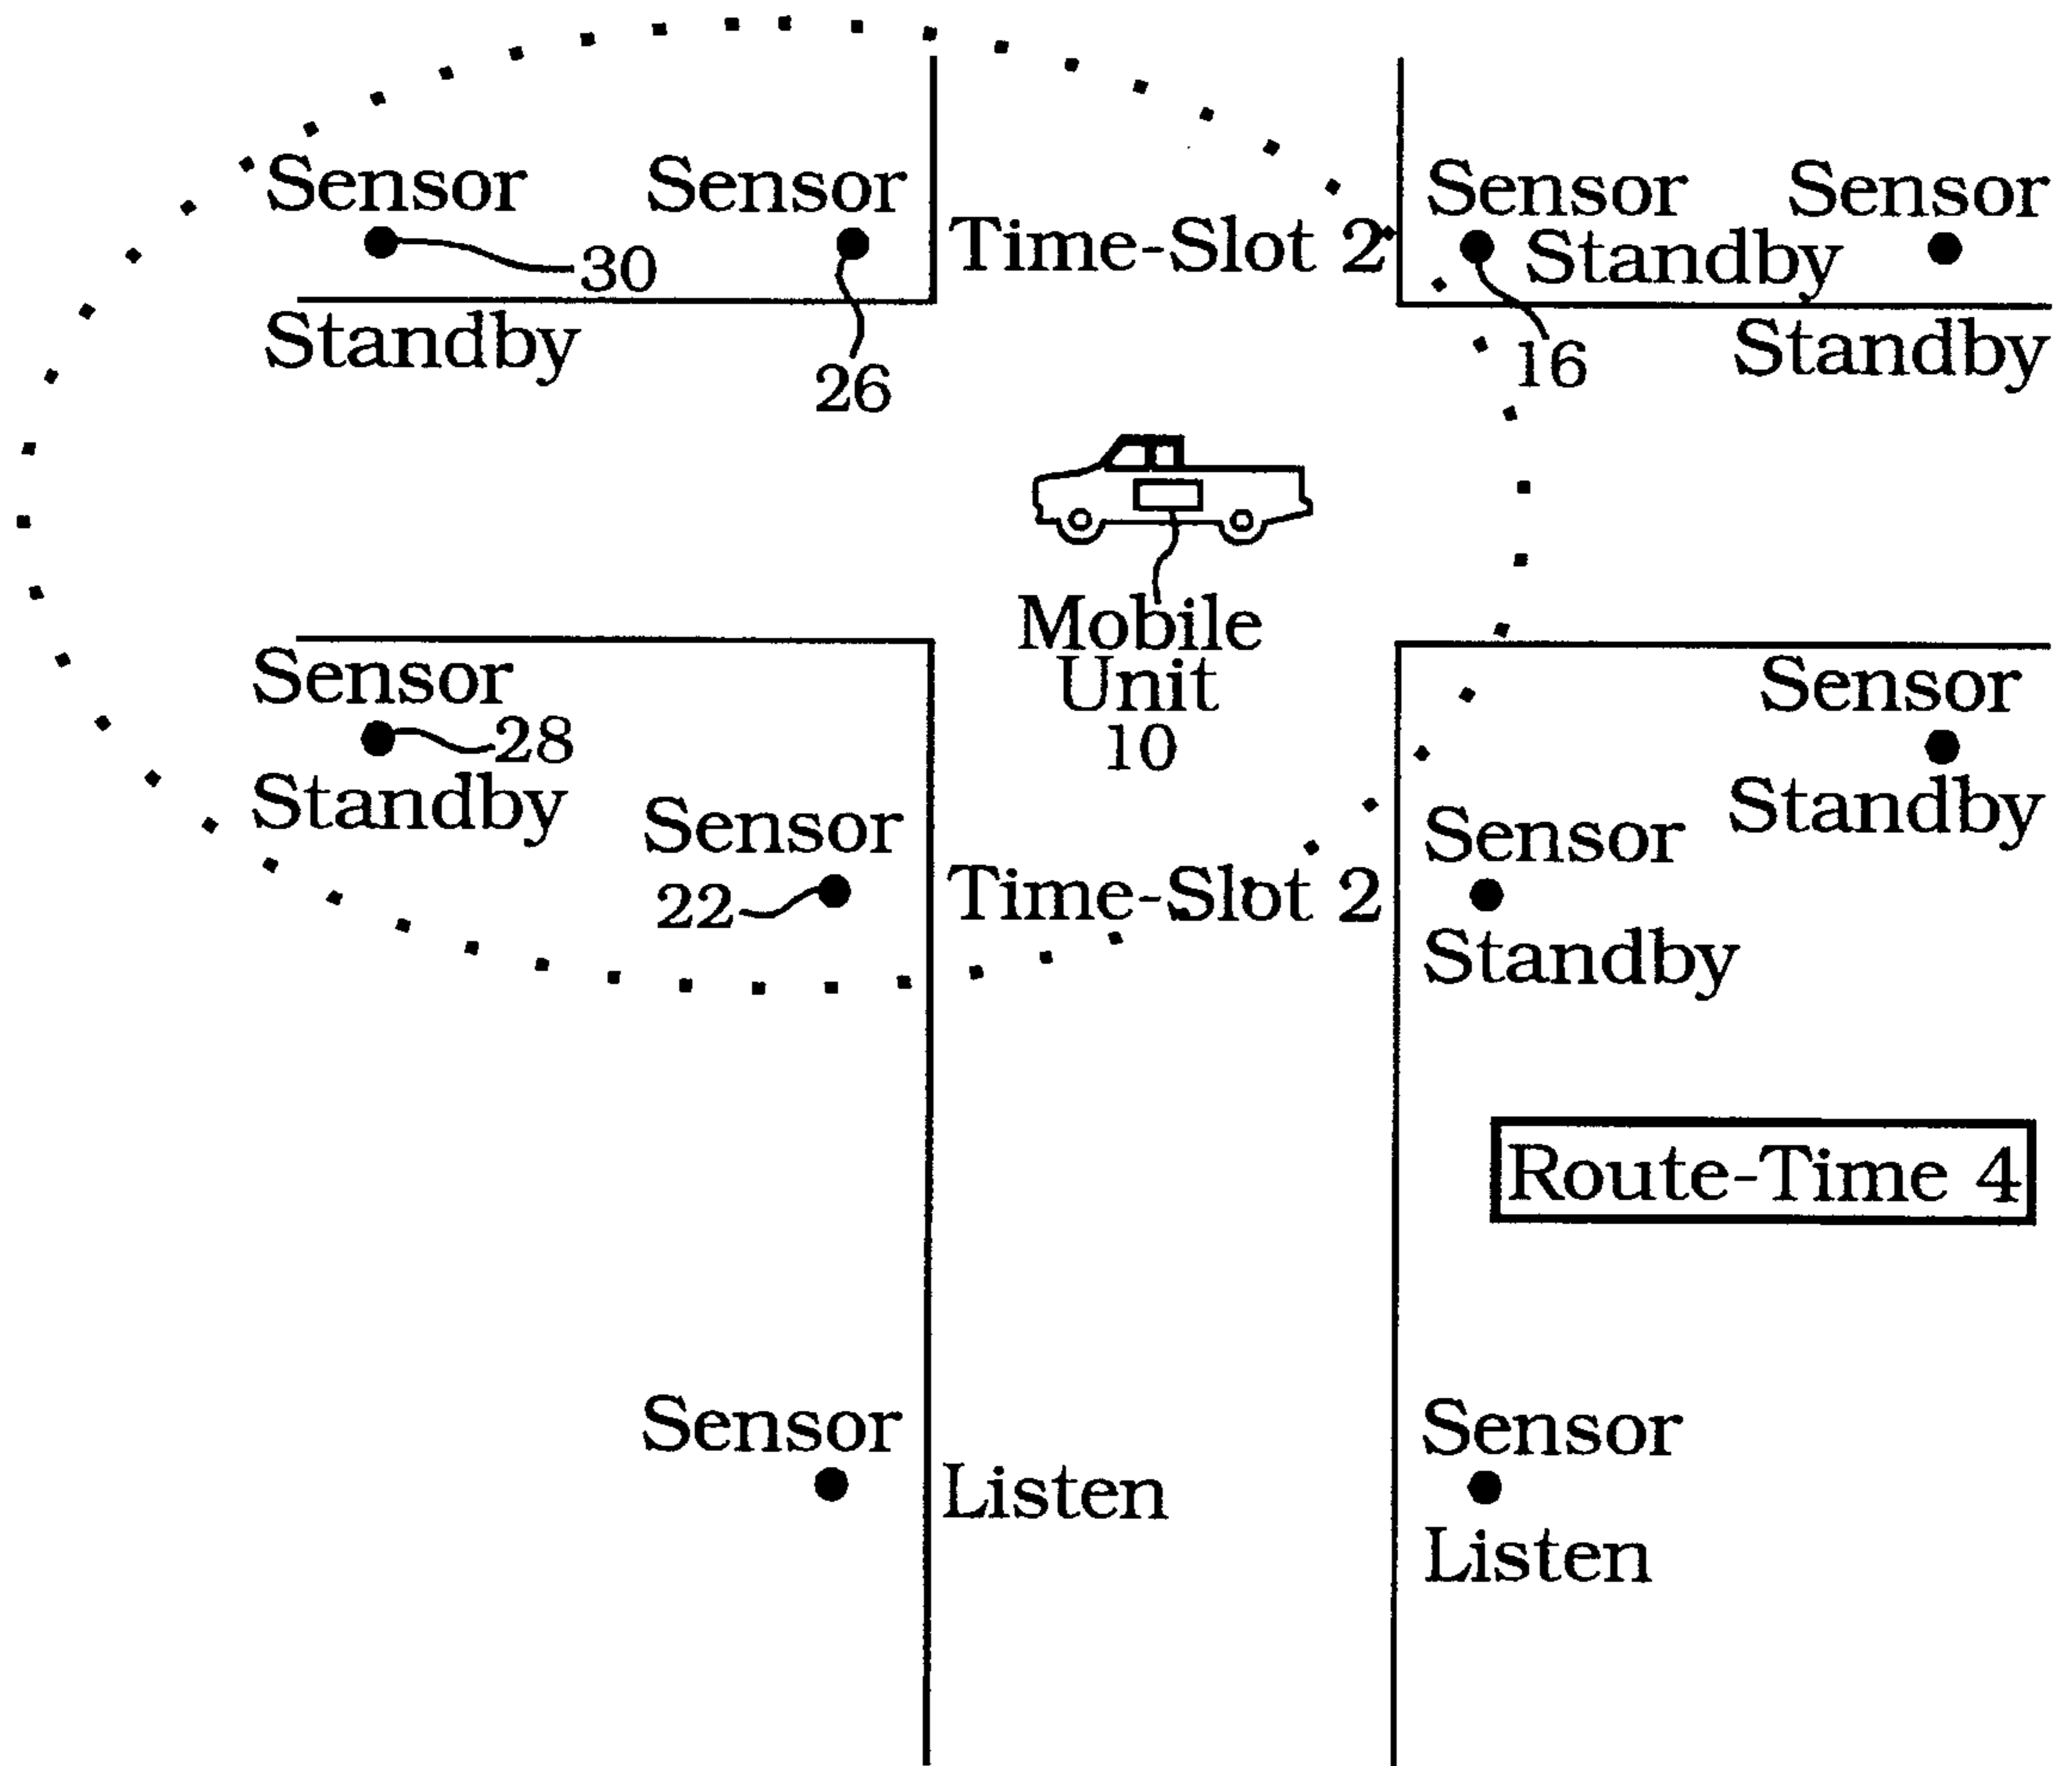 Sensor
Sensor
Sensor
Sensor
Time-Slot 2
Standby
30
Standby
26
16
Standby
Mobile
Unit
10
Sensor
28
Standby
Sensor
22
Time-Slot 2
Sensor
Standby
Sensor
Standby
Route-Time 4
Sensor
Listen
Sensor
Listen